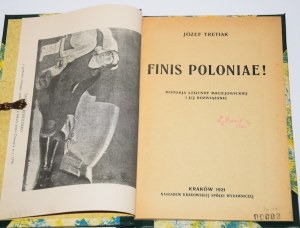 JÓZEF TRETIAK
FINIS POLONIAE!
HISTORJA LEGENDY MACIEJOWICKIEJ
I JEJ ROZWIĄZANIE
KRAKÓW 1921
NAKŁADEM KRAKOWSKIEJ SPÓŁKI WYDAWNICZEJ